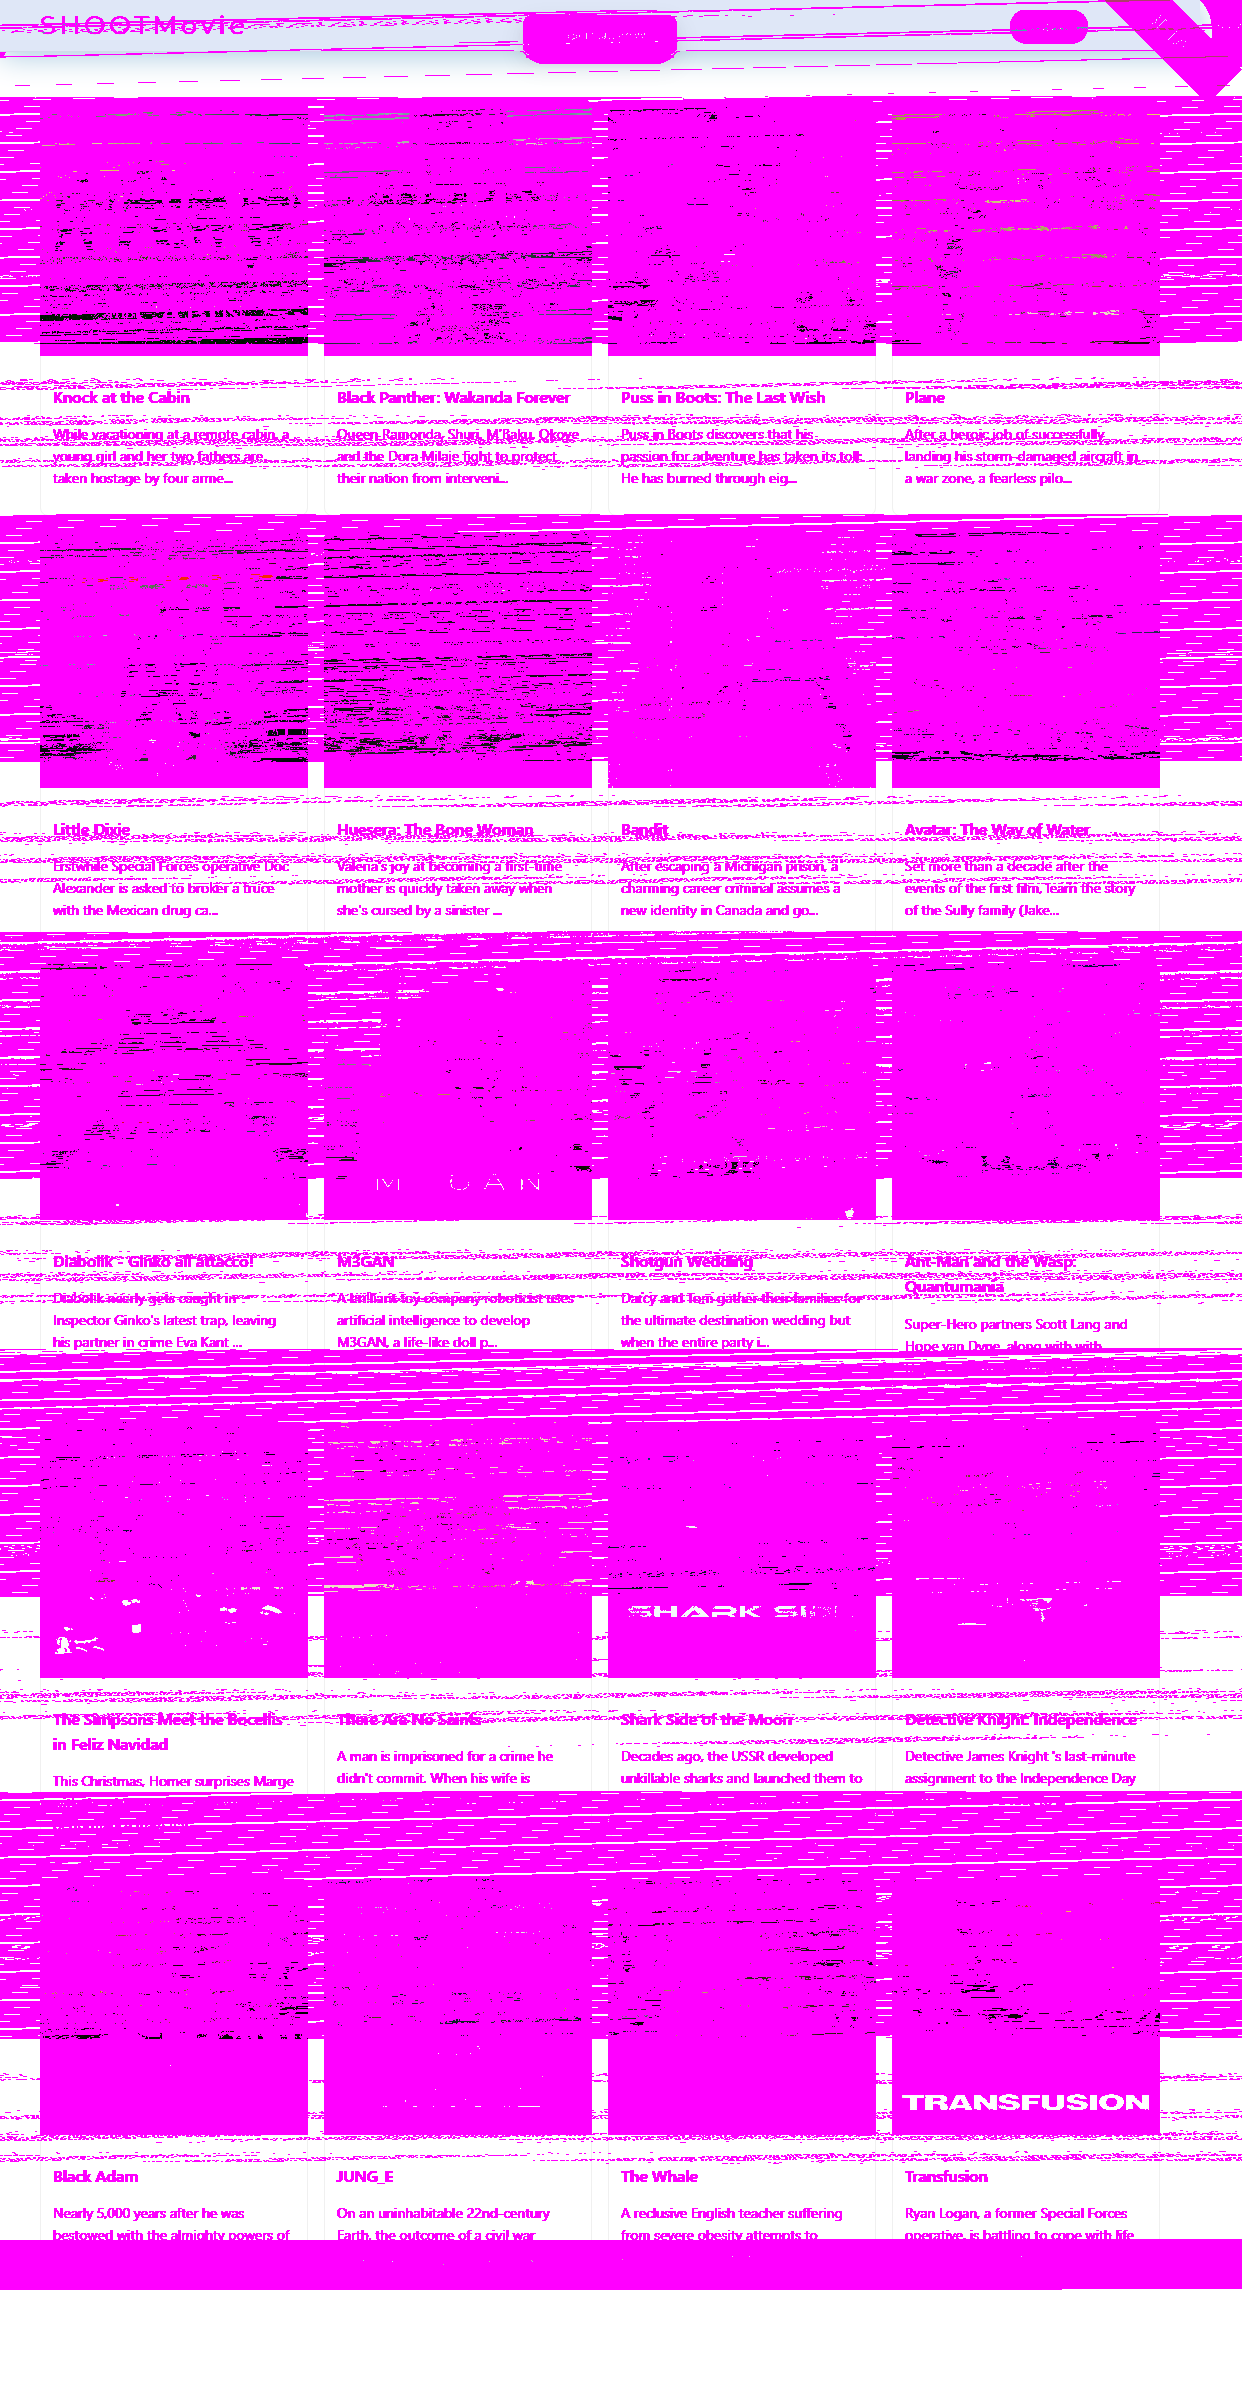 SHOOTMovie
Knock at the Cabin
While vacationing at a remote cabin, a
young girl and her two fathers are
taken hostage by four arme...
Black Panther: Wakanda Forever
Queen Ramonda, Shuri, M'Baku, Okoye
and the Dora Milaje fight to protect
their nation from interveni...
Puss in Boots: The Last Wish
Puss in Boots discovers that his
passion for adventure has taken its toll:
He has burned through eig...
Plane
After a heroic job of successfully
landing his storm-damaged aircraft in
a war zone, a fearless pilo...
Little Dixie
Erstwhile Special Forces operative Doc
Alexander is asked to broker a truce
with the Mexican drug ca...
Huesera: The Bone Woman
Valeria's joy at becoming a first-time
mother is quickly taken away when
she's cursed by a sinister ...
Bandit
After escaping a Michigan prison, a
charming career criminal assumes a
new identity in Canada and go...
Avatar: The Way of Water
Set more than a decade after the
events of the first film, learn the story
of the Sully family (Jake...
Diabolik - Ginko all'attacco!
Diabolik nearly gets caught in
Inspector Ginko's latest trap, leaving
his partner in crime Eva Kant ...
M3GAN
A brilliant toy company roboticist uses
artificial intelligence to develop
M3GAN, a life-like doll p...
Shotgun Wedding
Darcy and Tom gather their families for
the ultimate destination wedding but
when the entire party i...
Ant-Man and the Wasp:
Quantumania
Super-Hero partners Scott Lang and
Hope van Dyne, along with with
SHARK SI
The Simpsons Meet the Bocellis
in Feliz Navidad
This Christmas, Homer surprises Marge
There Are No Saints
A man is imprisoned for a crime he
didn't commit. When his wife is
Shark Side of the Moon
Decades ago, the USSR developed
unkillable sharks and launched them to
Detective Knight: Independence
Detective James Knight 's last-minute
assignment to the Independence Day
TRANSFUSION
Black Adam
Nearly 5,000 years after he was
bestowed with the almighty powers of
JUNG_E
On an uninhabitable 22nd-century
Earth, the outcome of a civil war
The Whale
A reclusive English teacher suffering
from severe obesity attempts to
Transfusion
Ryan Logan, a former Special Forces
operative, is battling to cope with life